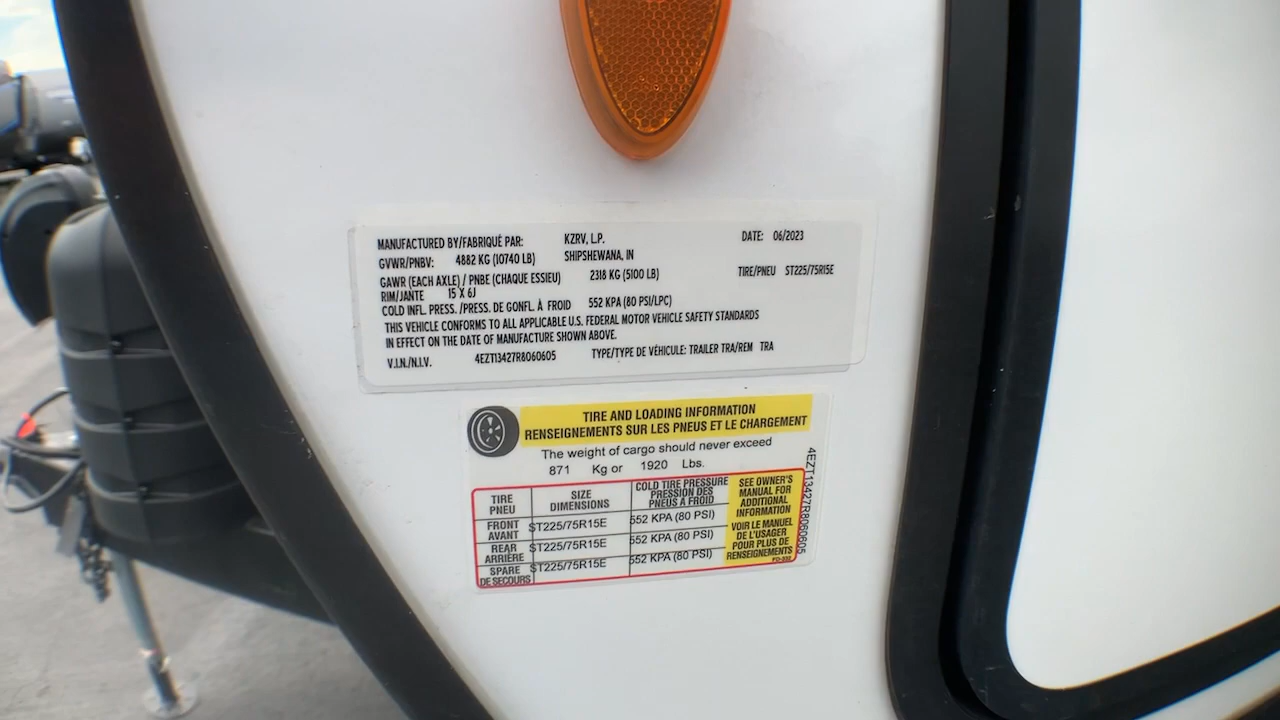 MANUFACTURED BY/FABRIQUÉ PAR: KZRV, L.P. DATE: 06/2023
GVWR/PNBV: 4882 KG (10740 LB) SHIPSHEWANA, IN
GAWR (EACH AXLE) / PNBE (CHAQUE ESSIEU) 2318 KG (5100 LB) TIRE/PNEU ST225/75R15E
RIM/JANTE 15 X 6J
COLD INFL. PRESS. /PRESS. DE GONFL. À FROID 552 KPA (80 PSI/LPC)
THIS VEHICLE CONFORMS TO ALL APPLICABLE U.S. FEDERAL MOTOR VEHICLE SAFETY STANDARDS
IN EFFECT ON THE DATE OF MANUFACTURE SHOWN ABOVE.
V.I.N./N.I.V. 4EZT13427R8060605 TYPE/TYPE DE VÉHICULE: TRAILER TRA/REM TRA
TIRE AND LOADING INFORMATION
RENSEIGNEMENTS SUR LES PNEUS ET LE CHARGEMENT
The weight of cargo should never exceed
871 Kg or 1920 Lbs.
TIRE
PNEU
SIZE
DIMENSIONS
COLD TIRE PRESSURE
PRESSION DES
PNEUS A FROID
FRONT
AVANT
ST225/75R15E
552 KPA (80 PSI)
REAR
ARRIÈRE
ST225/75R15E
552 KPA (80 PSI)
SPARE
DE SECOURS
ST225/75R15E
552 KPA (80 PSI)
SEE OWNER'S
MANUAL FOR
ADDITIONAL
INFORMATION
VOIR LE MANUEL
DE L'USAGER
POUR PLUS DE
RENSEIGNEMENTS
4EZT13427R8060605